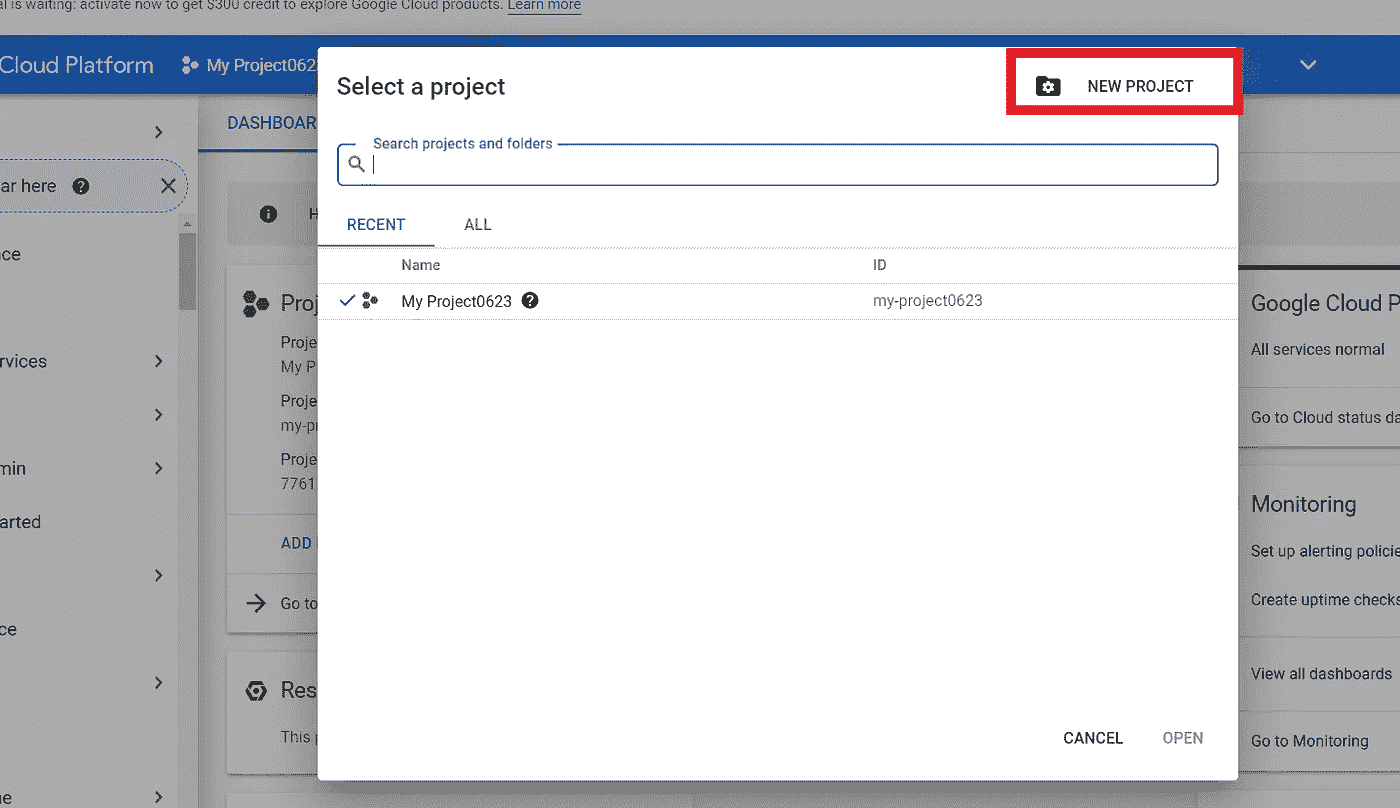 al is waiting: activate now to get $300 credit to explore Google Cloud products. Learn more
Cloud Platform
My Project062
Select a project
NEW PROJECT
DASHBOAR
Search projects and folders
ar here
RECENT
ALL
H
ce
Name
ID
My Project0623
my-project0623
Proj
Google Cloud P
Proje
All services normal
rvices
My P
Proje
Go to Cloud status da
my-p
Proje
min
7761
Monitoring
arted
ADD
Set up alerting policie
Go to
Create uptime checks
ce
View all dashboards
Res
This p
CANCEL
OPEN
Go to Monitoring
ne